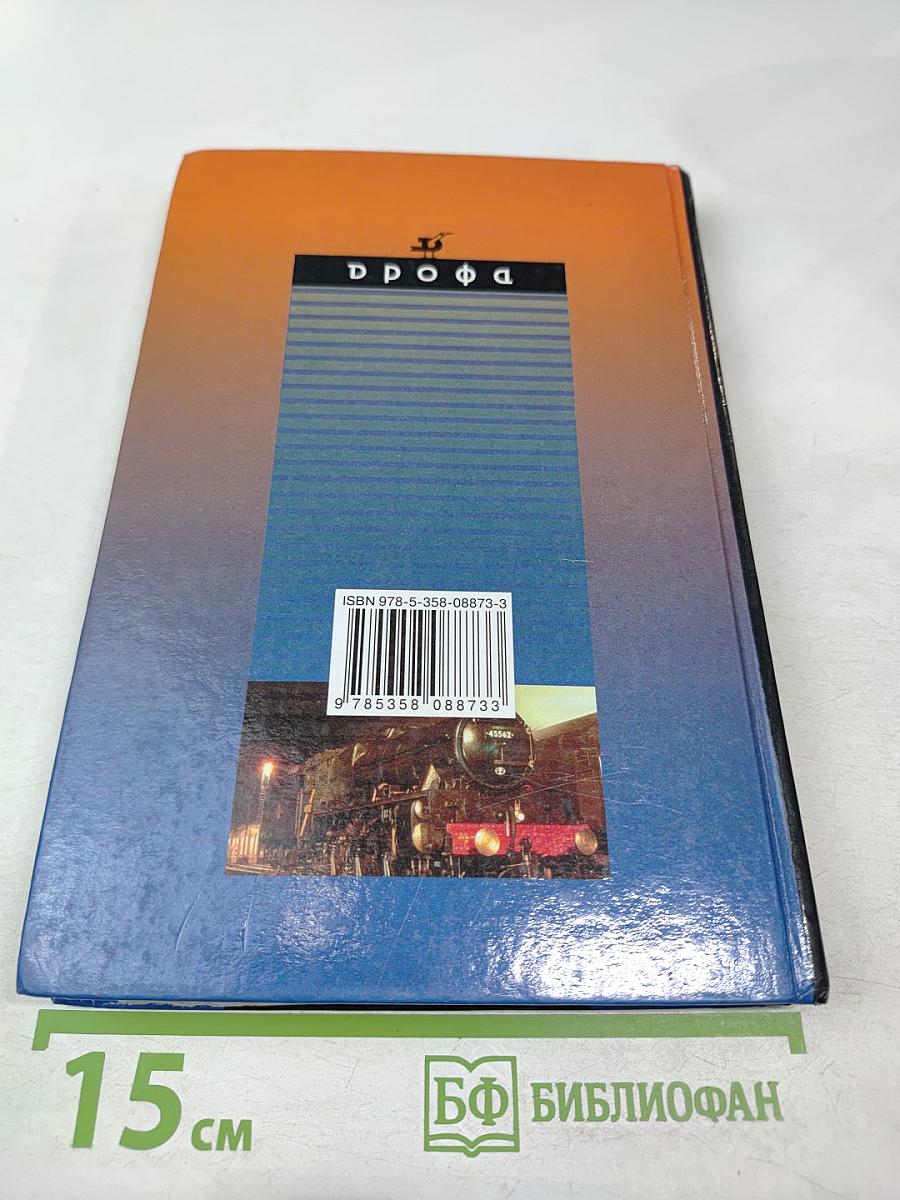 дрофа
ISBN 978-5-358-08873-3
9 785358 088733
45562
15 см
БФ БИБЛИОФАН